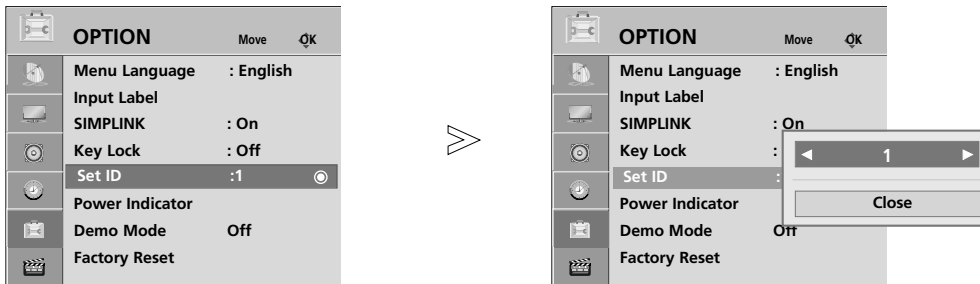 OPTION Move OK
Menu Language : English
Input Label
SIMPLINK : On
Key Lock : Off
Set ID :1
Power Indicator
Demo Mode Off
Factory Reset
OPTION Move OK
Menu Language : English
Input Label
SIMPLINK : On
Key Lock :
Set ID :
Power Indicator
Demo Mode Off
Factory Reset
◄ 1 ►
Close